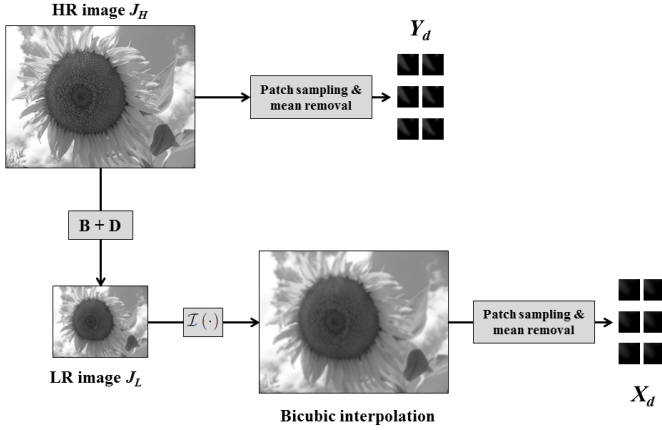 HR image J_H
Y_d
Patch sampling &
mean removal
B + D
I(·)
Patch sampling &
mean removal
LR image J_L
X_d
Bicubic interpolation